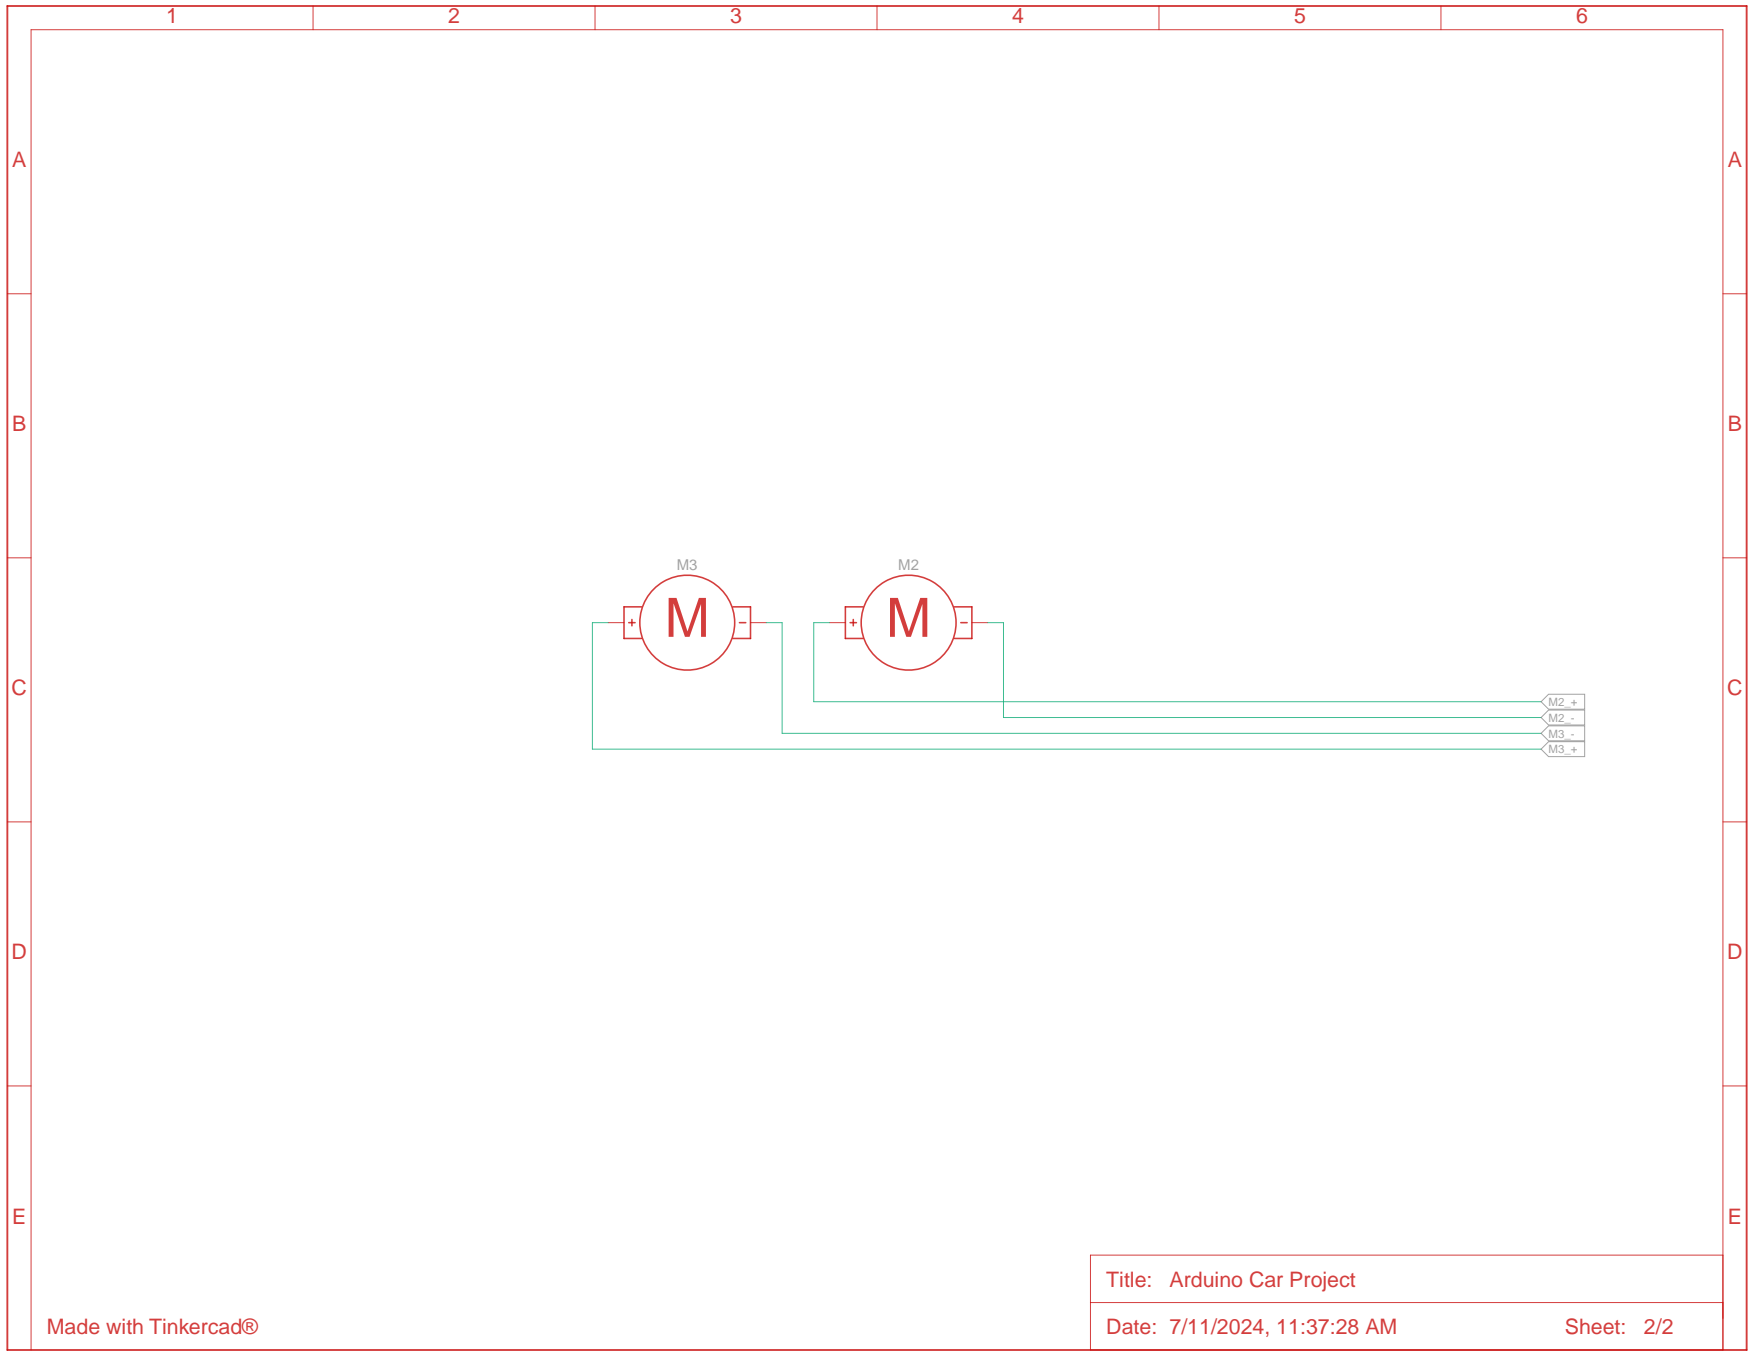 1 2 3 4 5 6
A A
B B
M3 M2
+ M - + M -
C C
M2_+
M2_-
M3_-
M3_+
D D
E E
Title: Arduino Car Project
Made with Tinkercad®
Date: 7/11/2024, 11:37:28 AM Sheet: 2/2